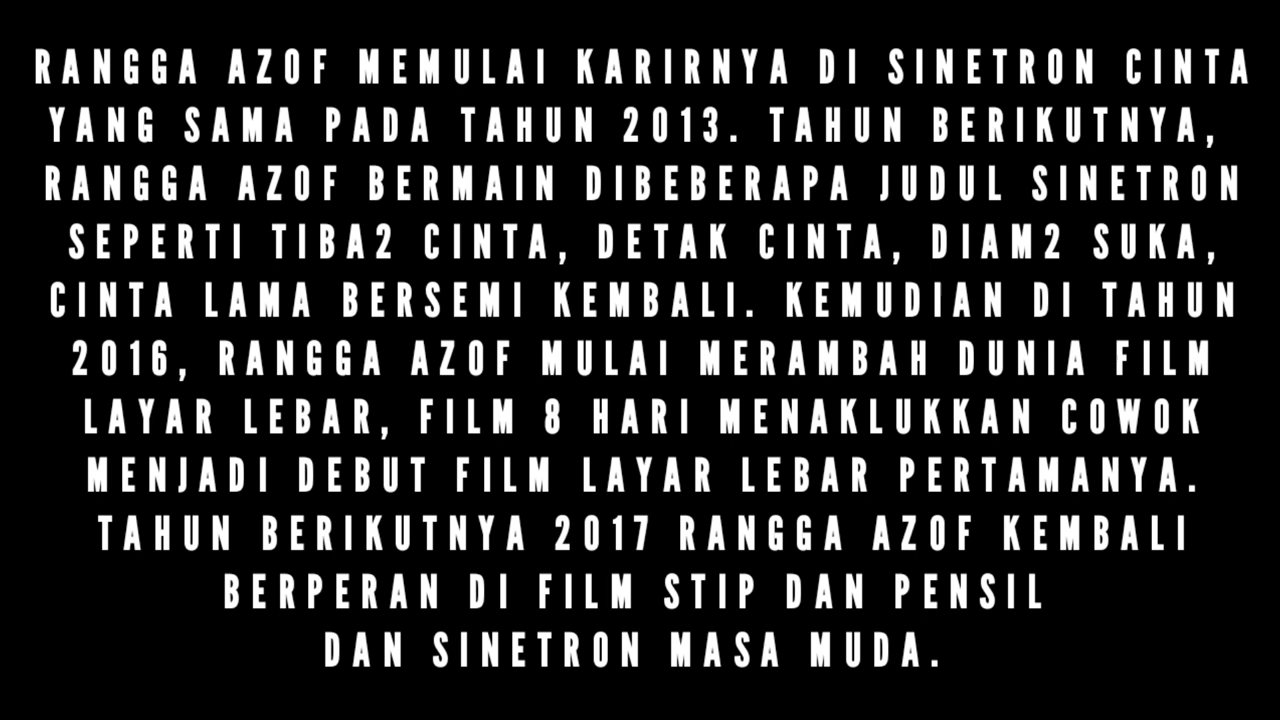 RANGGA AZOF MEMULAI KARIRNYA DI SINETRON CINTA
YANG SAMA PADA TAHUN 2013. TAHUN BERIKUTNYA,
RANGGA AZOF BERMAIN DIBEBERAPA JUDUL SINETRON
SEPERTI TIBA2 CINTA, DETAK CINTA, DIAM2 SUKA,
CINTA LAMA BERSEMI KEMBALI. KEMUDIAN DI TAHUN
2016, RANGGA AZOF MULAI MERAMBAH DUNIA FILM
LAYAR LEBAR, FILM 8 HARI MENAKLUKKAN COWOK
MENJADI DEBUT FILM LAYAR LEBAR PERTAMANYA.
TAHUN BERIKUTNYA 2017 RANGGA AZOF KEMBALI
BERPERAN DI FILM STIP DAN PENSIL
DAN SINETRON MASA MUDA.